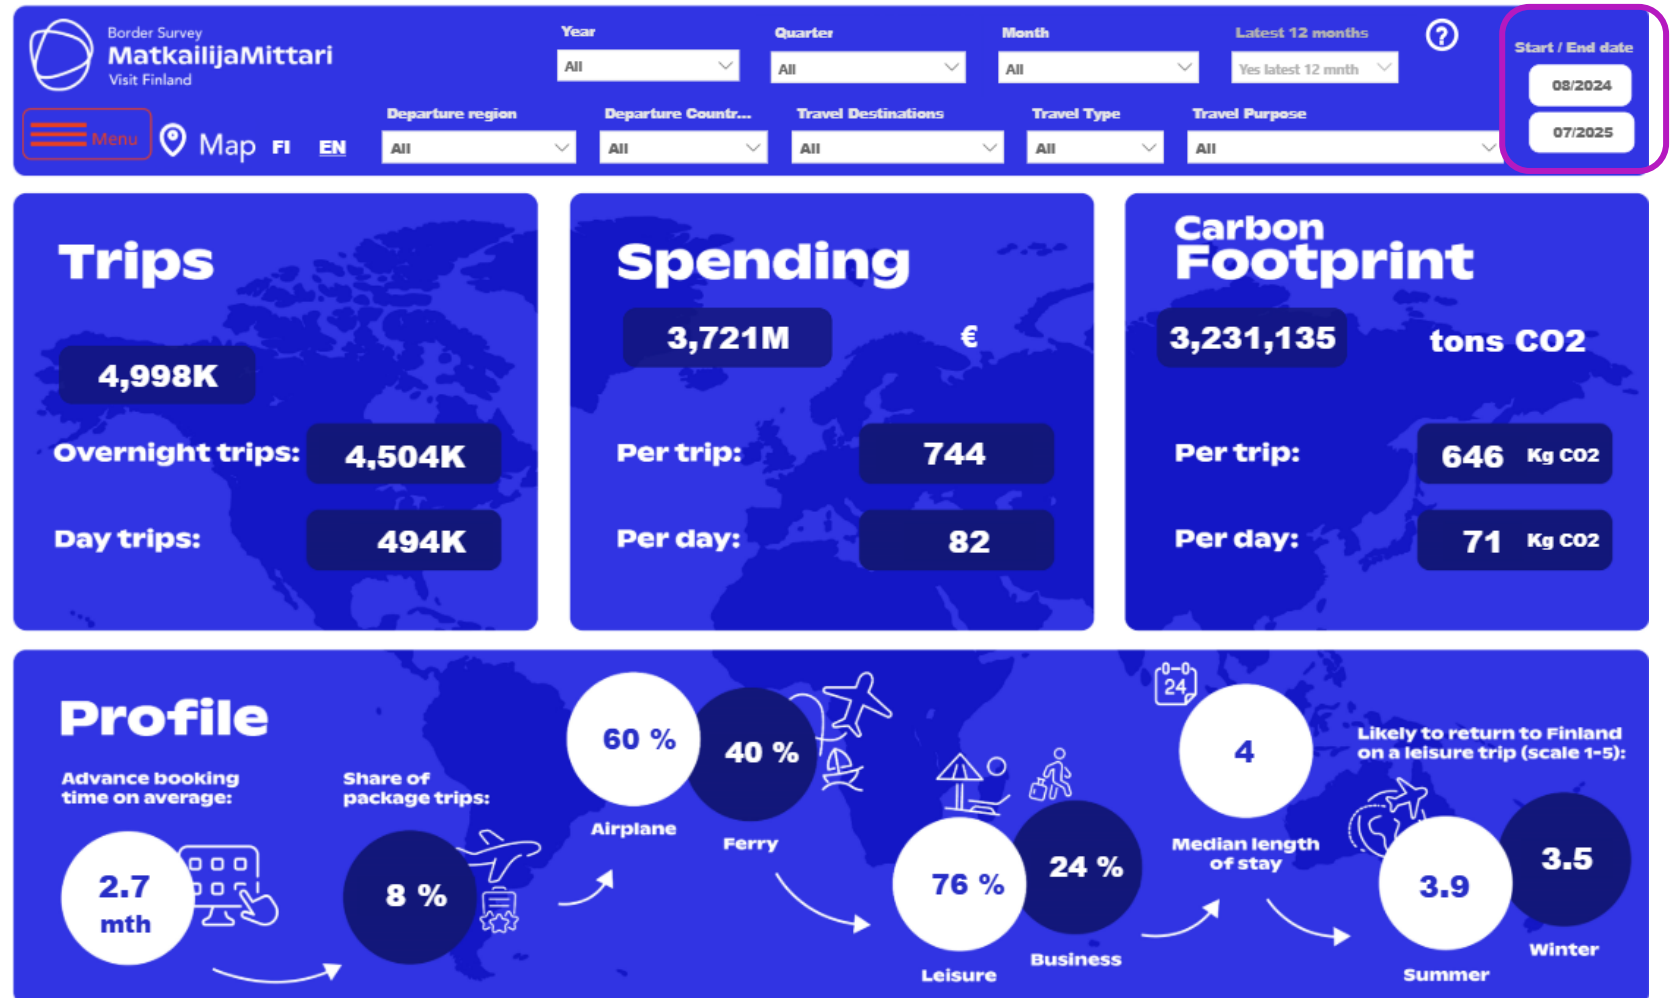 Border Survey
MatkailijaMittari
Visit Finland
Menu
Map FI EN
Year
All
Quarter
All
Month
All
Latest 12 months
Yes latest 12 mnth
?
Start / End date
08/2024
07/2025
Departure region
All
Departure Countr...
All
Travel Destinations
All
Travel Type
All
Travel Purpose
All
Trips
4,998K
Overnight trips: 4,504K
Day trips: 494K
Spending
3,721M €
Per trip: 744
Per day: 82
Carbon
Footprint
3,231,135 tons CO2
Per trip: 646 Kg CO2
Per day: 71 Kg CO2
Profile
Advance booking
time on average:
2.7
mth
Share of
package trips:
8 %
60 %
Airplane
40 %
Ferry
76 %
Leisure
24 %
Business
24
4
Median length
of stay
Likely to return to Finland
on a leisure trip (scale 1-5):
3.9
Summer
3.5
Winter